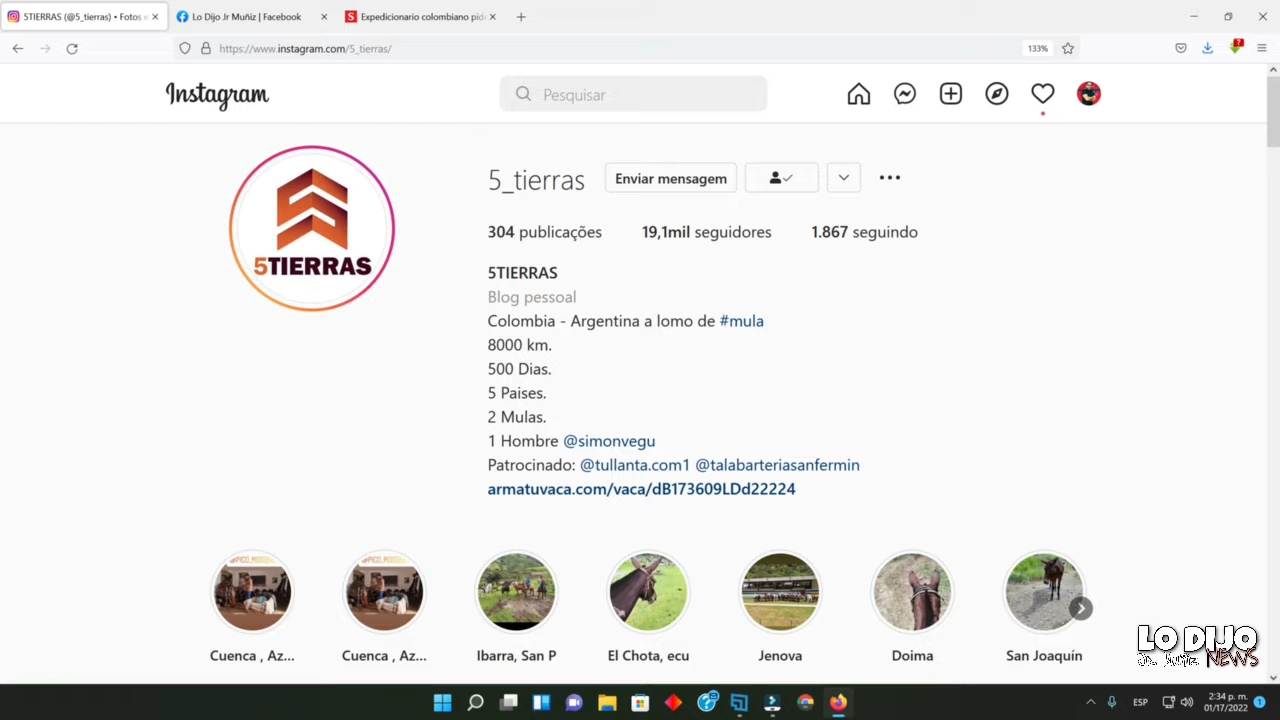 5TIERRAS (@5_tierras) • Fotos e
Lo Dijo Jr Muñiz | Facebook
Expedicionario colombiano pide
https://www.instagram.com/5_tierras/
133%
Instagram
Pesquisar
5TIERRAS
5_tierras
Enviar mensagem
304 publicações
19,1mil seguidores
1.867 seguindo
5TIERRAS
Blog pessoal
Colombia - Argentina a lomo de #mula
8000 km.
500 Dias.
5 Paises.
2 Mulas.
1 Hombre @simonvegu
Patrocinado: @tullanta.com1 @talabarteriasanfermin
armatuvaca.com/vaca/dB173609LDd22224
Cuenca , Az...
Cuenca , Az...
Ibarra, San P
El Chota, ecu
Jenova
Doima
San Joaquín
LO DIJO
NEWS
ESP
2:34 p. m.
01/17/2022